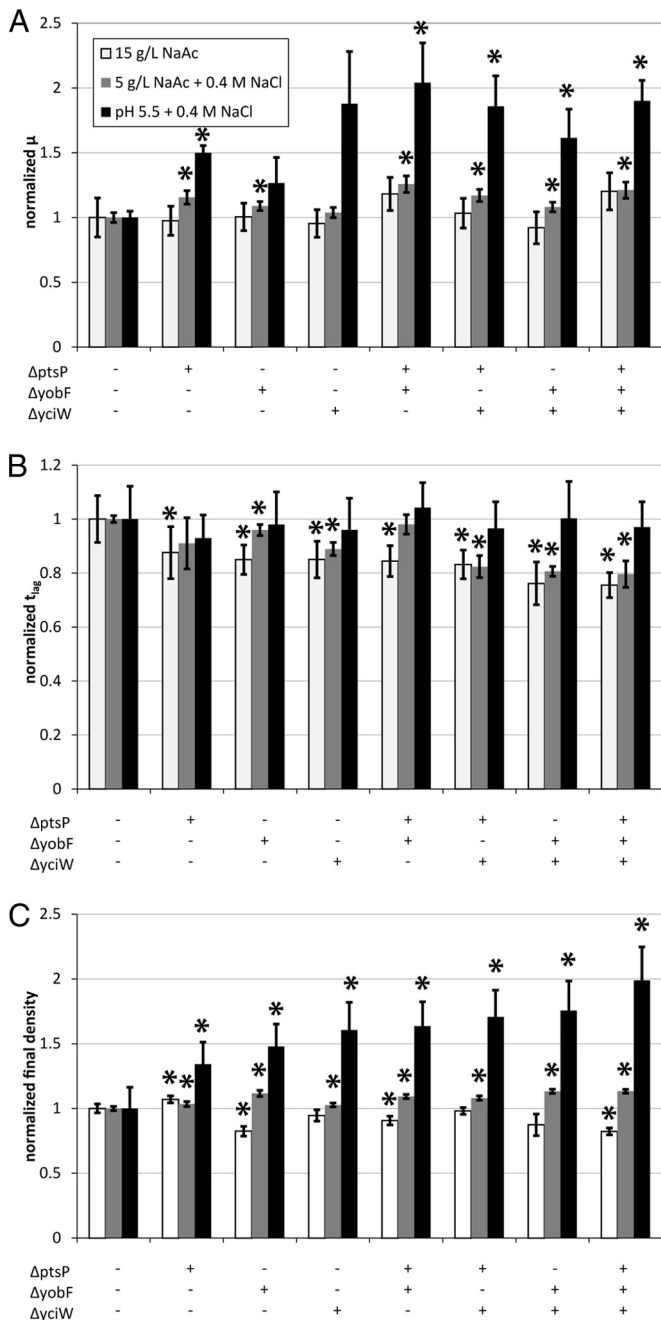 A
2.5
15 g/L NaAc
5 g/L NaAc + 0.4 M NaCl
pH 5.5 + 0.4 M NaCl
2
1.5
1
0.5
0
normalized μ
* * * * * * * * * * *
ΔptsP - + - - + + - +
ΔyobF - - + - + - + +
ΔyciW - - - + - + + +
B
1.2
1
0.8
0.6
0.4
0.2
0
normalized tlag
* * * * * * * * * * * *
ΔptsP - + - - + + - +
ΔyobF - - + - + - + +
ΔyciW - - - + - + + +
C
2.5
2
1.5
1
0.5
0
normalized final density
* * * * * * * * * * * * * * * * * *
ΔptsP - + - - + + - +
ΔyobF - - + - + - + +
ΔyciW - - - + - + + +